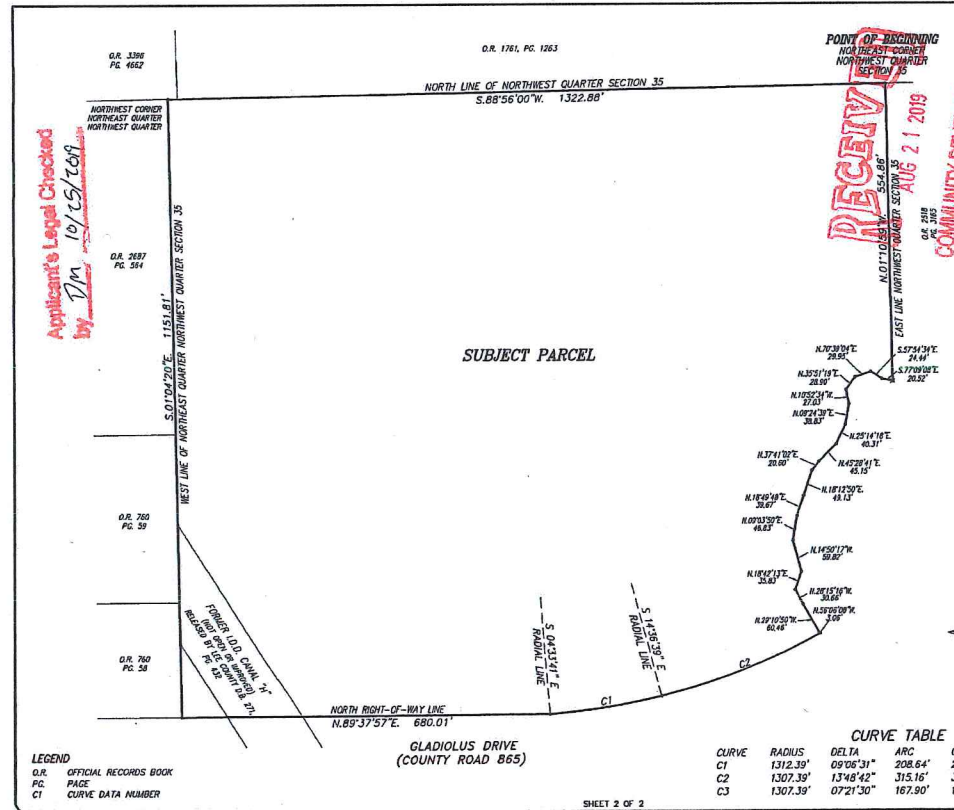 O.R. 3398
PG. 4662
O.R. 1761, PG. 1263
POINT OF BEGINNING
NORTHEAST CORNER
NORTHWEST QUARTER
SECTION 35
NORTH LINE OF NORTHWEST QUARTER SECTION 35
S.88°56'00"W. 1322.88'
NORTHWEST CORNER
NORTHEAST QUARTER
NORTHWEST QUARTER
RECEIVED
AUG 21 2019
COMMUNITY
Applicant's Legal Checked
by DM 10/25/2019
O.R. 2687
PG. 564
S.01°04'20"E. 1151.81'
WEST LINE OF NORTHEAST QUARTER NORTHWEST QUARTER SECTION 35
N.01°10'59"W. 554.86'
EAST LINE NORTHWEST QUARTER SECTION 35
O.R. 2518
PG. 3165
SUBJECT PARCEL
N.70°39'04"E.
29.95'
S.57°54'34"E.
24.44'
S.77°09'08"E.
20.52'
N.35°51'19"E.
28.90'
N.10°52'34"W.
27.03'
N.09°24'39"E.
38.83'
N.25°14'18"E.
40.31'
N.37°41'02"E.
20.60'
N.45°28'41"E.
45.15'
N.18°12'50"E.
49.13'
N.18°49'48"E.
39.67'
N.09°03'50"E.
46.83'
N.14°50'17"W.
59.82'
N.18°42'13"E.
35.83'
N.28°15'16"W.
30.66'
N.56°06'08"W.
3.06'
N.29°10'50"W.
60.46'
O.R. 760
PG. 59
O.R. 760
PG. 58
FORMER I.D.D. CANAL "H"
(NOT OPEN OR IMPROVED)
RELEASED BY LEE COUNTY D.B. 271,
PG. 432
S 04°33'41" E
RADIAL LINE
S 14°36'39" E
RADIAL LINE
C1
C2
NORTH RIGHT-OF-WAY LINE
N.89°37'57"E. 680.01'
GLADIOLUS DRIVE
(COUNTY ROAD 865)
LEGEND
O.R. OFFICIAL RECORDS BOOK
PG. PAGE
C1 CURVE DATA NUMBER
CURVE TABLE
CURVE RADIUS DELTA ARC
C1 1312.39' 09°06'31" 208.64'
C2 1307.39' 13°48'42" 315.16'
C3 1307.39' 07°21'30" 167.90'
SHEET 2 OF 2